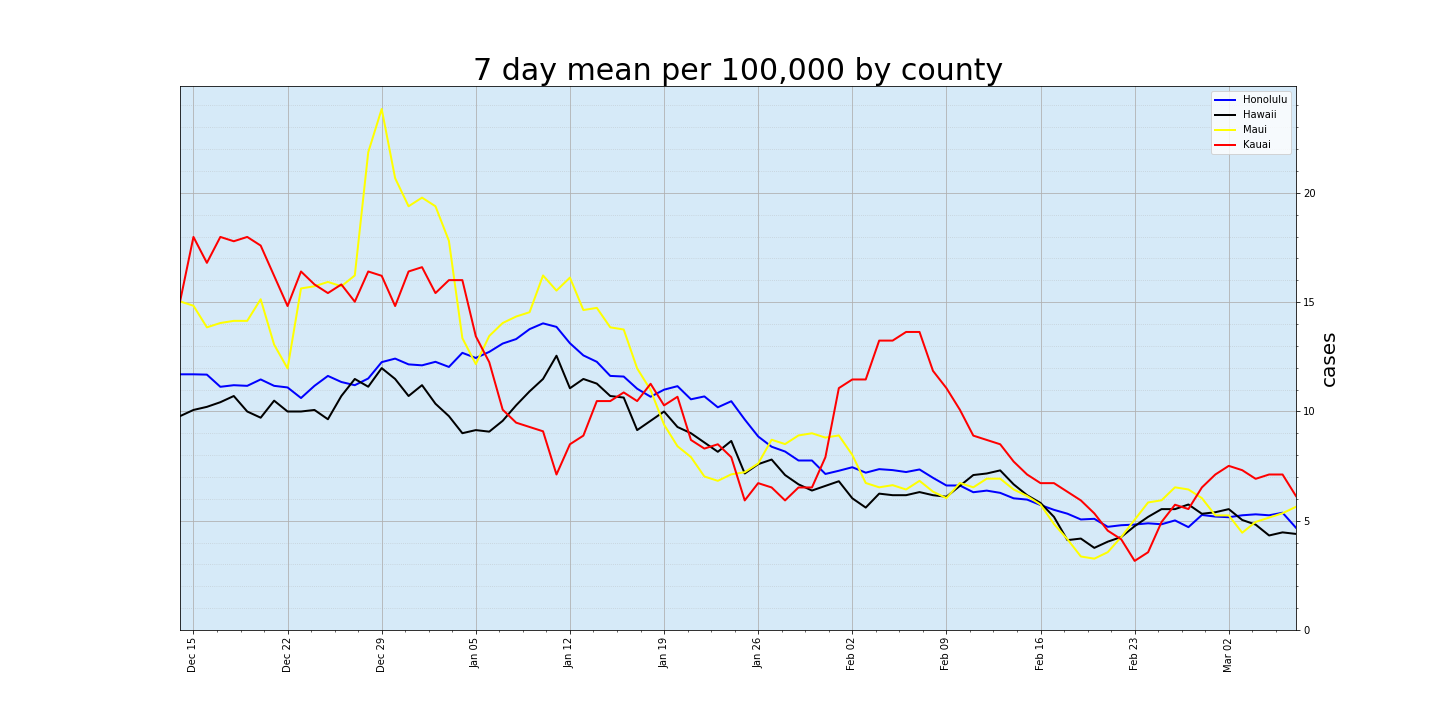 7 day mean per 100,000 by county
Honolulu
Hawaii
Maui
Kauai
20
15
10
5
0
cases
Dec 15
Dec 22
Dec 29
Jan 05
Jan 12
Jan 19
Jan 26
Feb 02
Feb 09
Feb 16
Feb 23
Mar 02